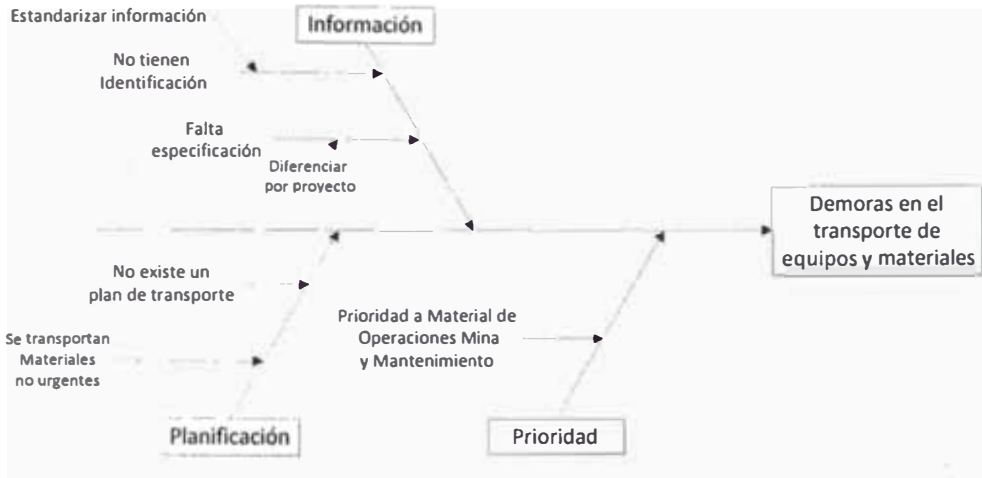 Estandarizar información
Información
No tienen
Identificación
Falta
especificación
Diferenciar
por proyecto
Demoras en el
transporte de
equipos y materiales
No existe un
plan de transporte
Prioridad a Material de
Operaciones Mina
y Mantenimiento
Se transportan
Materiales
no urgentes
Planificación
Prioridad